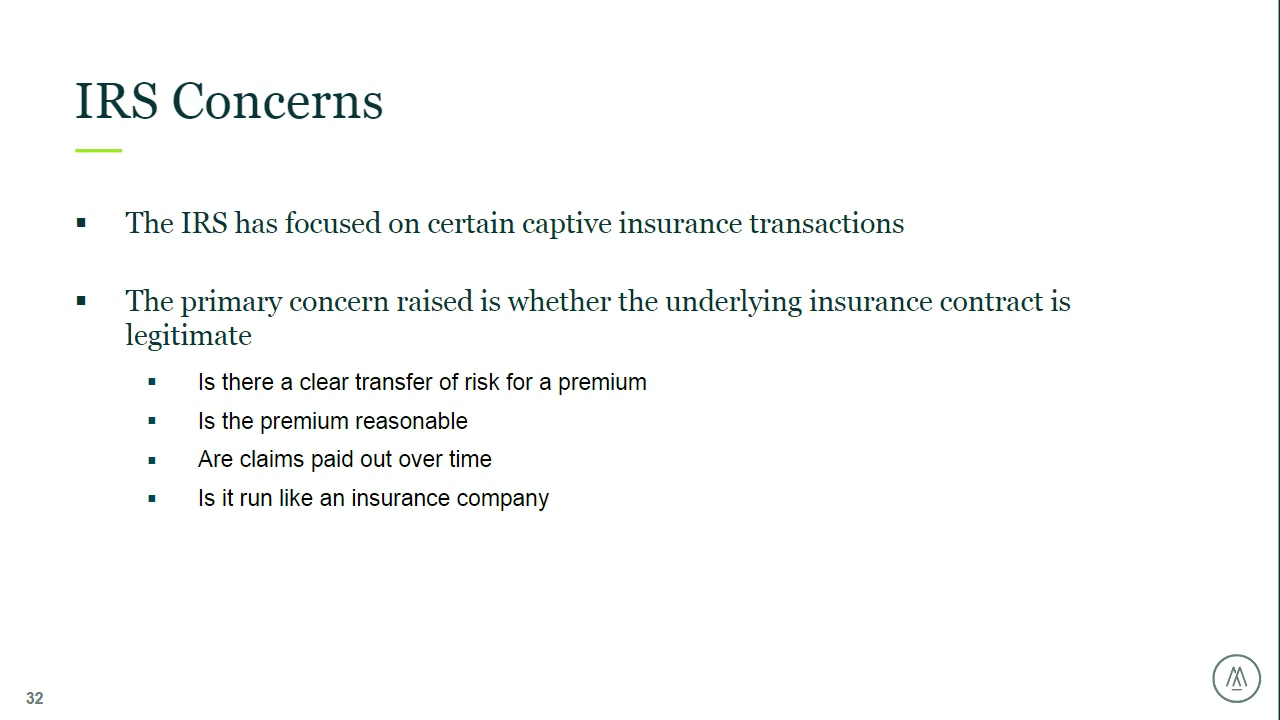 IRS Concerns
▪ The IRS has focused on certain captive insurance transactions
▪ The primary concern raised is whether the underlying insurance contract is
legitimate
▪ Is there a clear transfer of risk for a premium
▪ Is the premium reasonable
▪ Are claims paid out over time
▪ Is it run like an insurance company
32